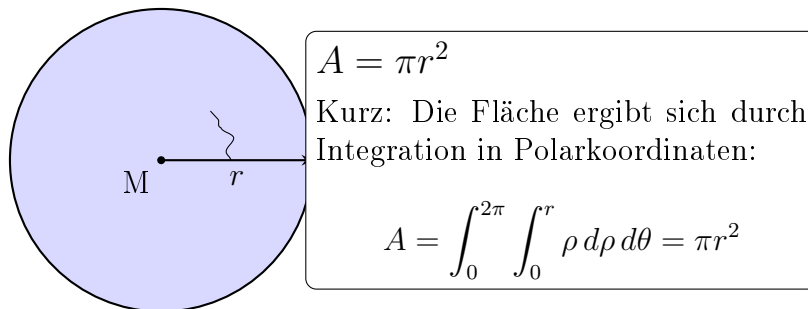 M
r
A = πr²
Kurz: Die Fläche ergibt sich durch
Integration in Polarkoordinaten:
A = ∫₀^{2π} ∫₀^{r} ρ dρ dθ = πr²